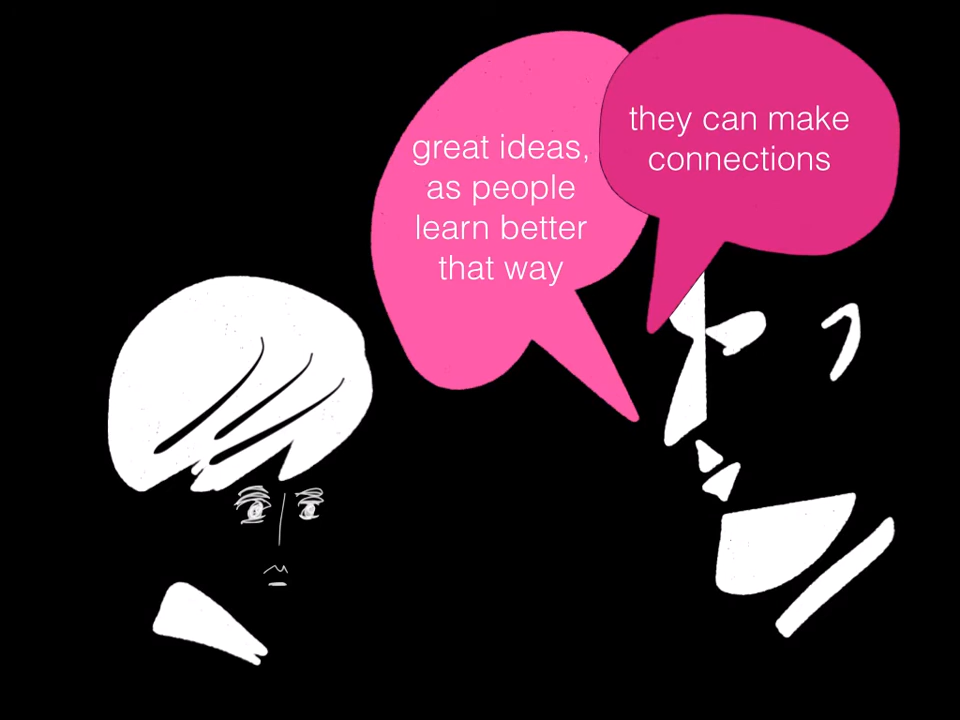 great ideas,
as people
learn better
that way
they can make
connections